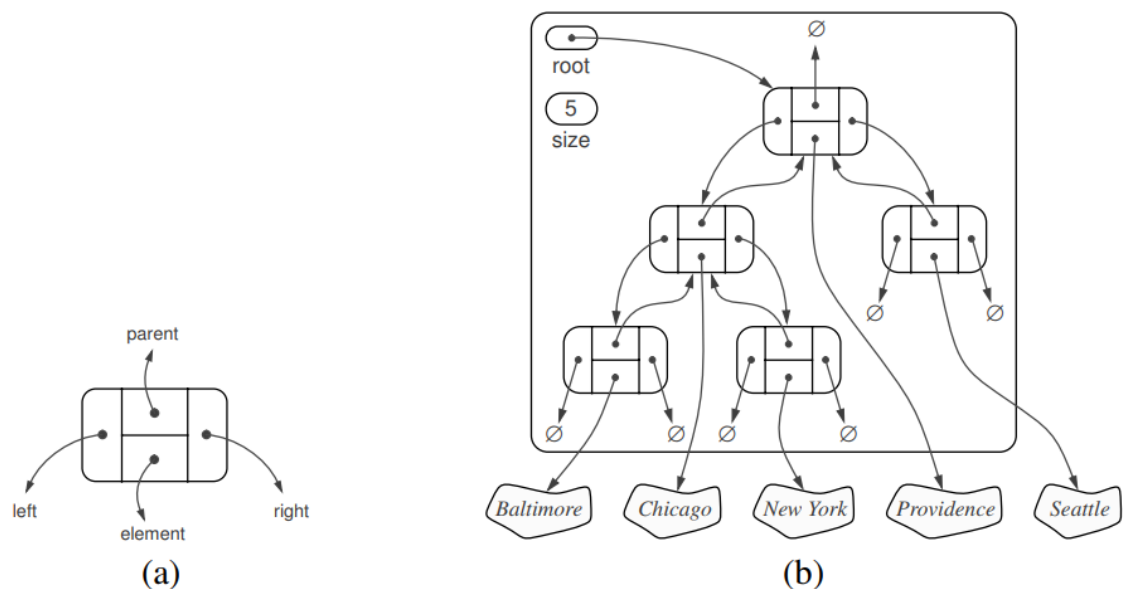 parent
left
right
element
(a)
∅
root
5
size
∅
∅
∅
∅
∅
∅
Baltimore
Chicago
New York
Providence
Seattle
(b)